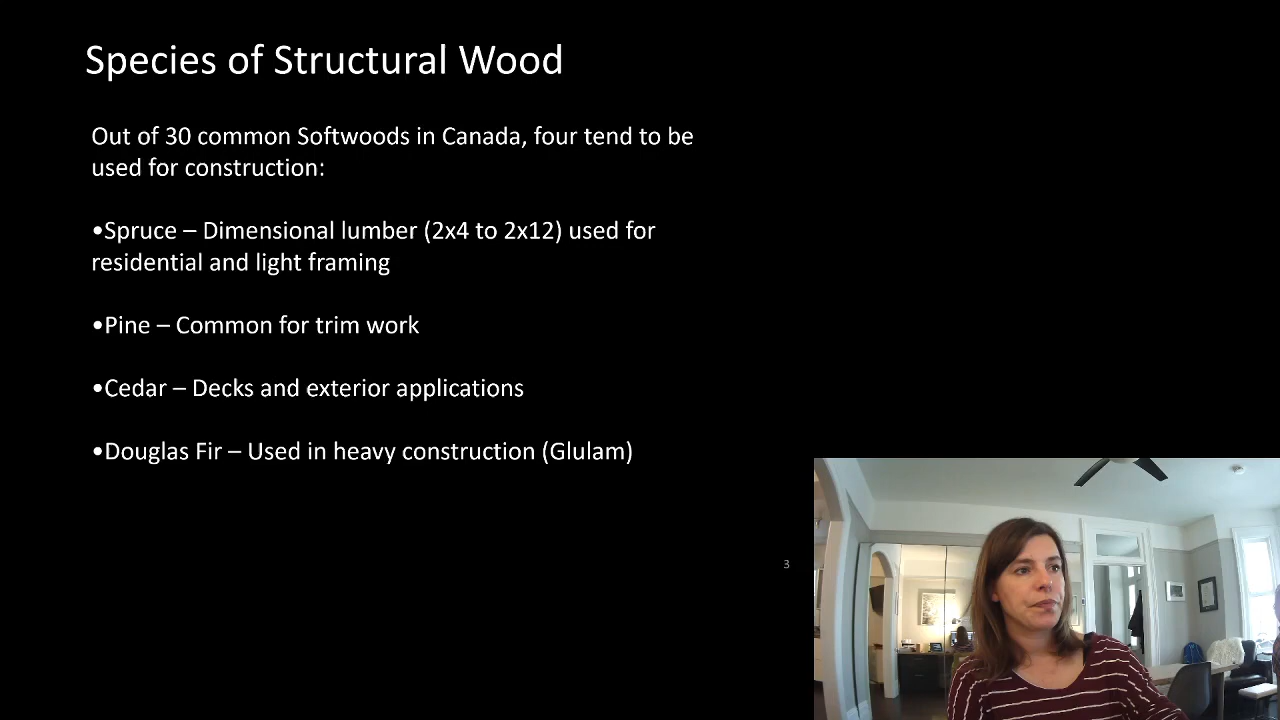 Species of Structural Wood
Out of 30 common Softwoods in Canada, four tend to be
used for construction:
•Spruce – Dimensional lumber (2x4 to 2x12) used for
residential and light framing
•Pine – Common for trim work
•Cedar – Decks and exterior applications
•Douglas Fir – Used in heavy construction (Glulam)
3